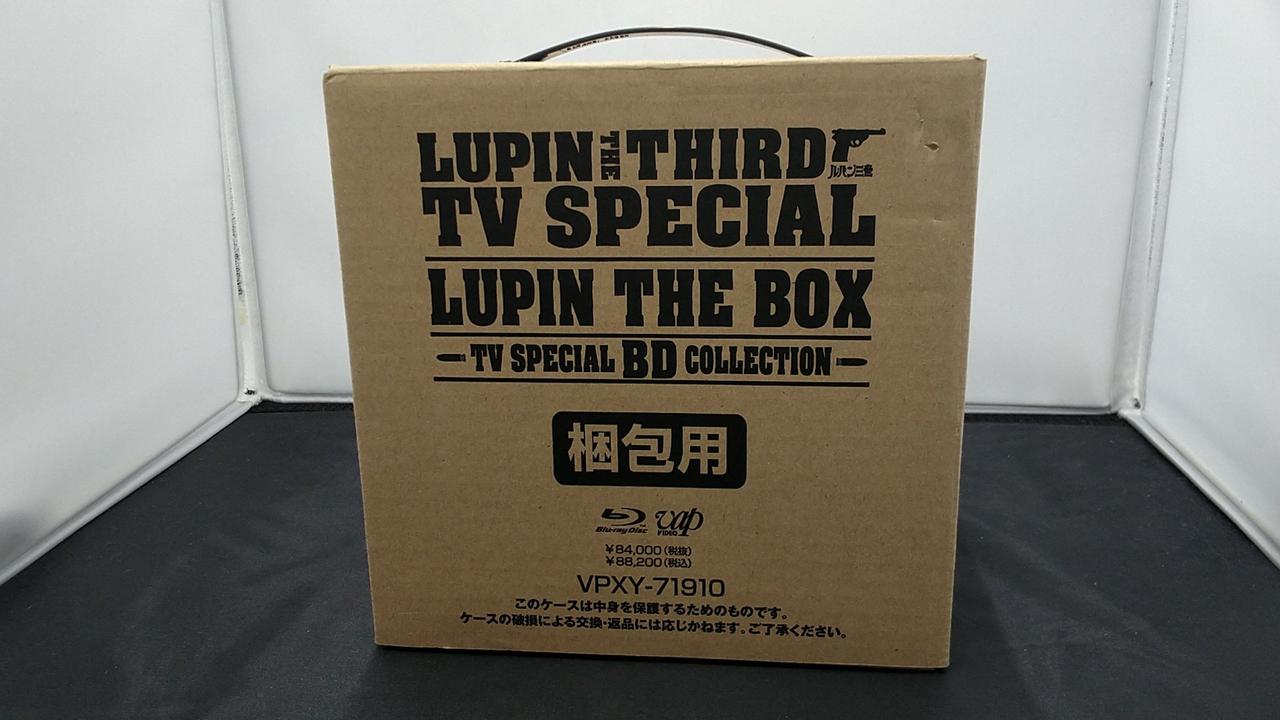 LUPIN THE THIRD
ルパン三世
TV SPECIAL
LUPIN THE BOX
TV SPECIAL BD COLLECTION
梱包用
Blu-ray Disc
vap VIDEO
¥84,000(税抜)
¥88,200(税込)
VPXY-71910
このケースは中身を保護するためのものです。
ケースの破損による交換・返品には応じかねます。ご了承ください。